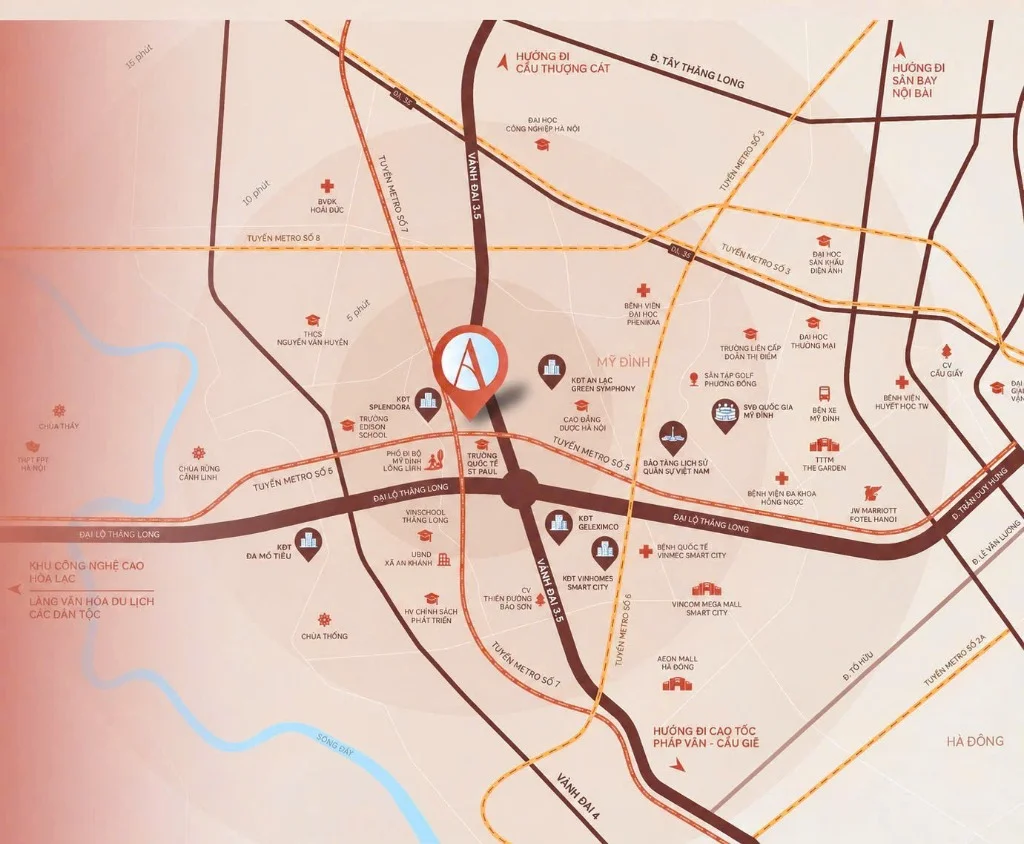 15 phút
HƯỚNG ĐI
CẦU THƯỢNG CÁT
Đ. TÂY THĂNG LONG
HƯỚNG ĐI
SÂN BAY
NỘI BÀI
QL 32
ĐẠI HỌC
CÔNG NGHIỆP HÀ NỘI
TUYẾN METRO SỐ 3
VÀNH ĐAI 3.5
TUYẾN METRO SỐ 7
10 phút
BVĐK
HOÀI ĐỨC
TUYẾN METRO SỐ 8
QL 32
TUYẾN METRO SỐ 3
ĐẠI HỌC
SÂN KHẤU
ĐIỆN ẢNH
5 phút
BỆNH VIỆN
ĐẠI HỌC
PHENIKAA
THCS
NGUYỄN VĂN HUYÊN
TRƯỜNG LIÊN CẤP
ĐOÀN THỊ ĐIỂM
ĐẠI HỌC
THƯƠNG MẠI
MỸ ĐÌNH
CV
CẦU GIẤY
A
KĐT AN LẠC
GREEN SYMPHONY
SÂN TẬP GOLF
PHƯƠNG ĐÔNG
KĐT
SPLENDORA
BỆNH VIỆN
HUYẾT HỌC TW
CHÙA THẦY
TRƯỜNG
EDISON
SCHOOL
CAO ĐẲNG
DƯỢC HÀ NỘI
SVĐ QUỐC GIA
MỸ ĐÌNH
BẾN XE
MỸ ĐÌNH
THPT FPT
HÀ NỘI
CHÙA RÙNG
CẢNH LINH
PHỐ ĐI BỘ
MỸ ĐÌNH
LÔNG LINH
TRƯỜNG
QUỐC TẾ
ST PAUL
TUYẾN METRO SỐ 5
TUYẾN METRO SỐ 5
BẢO TÀNG LỊCH SỬ
QUÂN SỰ VIỆT NAM
TTTM
THE GARDEN
BỆNH VIỆN ĐA KHOA
HỒNG NGỌC
JW MARRIOTT
FOTEL HANOI
Đ. TRẦN DUY HƯNG
ĐẠI LỘ THĂNG LONG
ĐẠI LỘ THĂNG LONG
ĐẠI LỘ THĂNG LONG
VINSCHOOL
THĂNG LONG
KĐT
GELEXIMCO
Đ. LÊ VĂN LƯƠNG
KĐT
ĐA MỖ TIÊU
UBND
XÃ AN KHÁNH
KĐT VINHOMES
SMART CITY
BỆNH QUỐC TẾ
VINMEC SMART CITY
KHU CÔNG NGHỆ CAO
HÒA LẠC
LÀNG VĂN HÓA DU LỊCH
CÁC DÂN TỘC
VÀNH ĐAI 3.5
CV
THIÊN ĐƯỜNG
BẢO SƠN
HV CHÍNH SÁCH
PHÁT TRIỂN
VINCOM MEGA MALL
SMART CITY
CHÙA THỐNG
TUYẾN METRO SỐ 6
TUYẾN METRO SỐ 7
AEON MALL
HÀ ĐÔNG
Đ. TỐ HỮU
TUYẾN METRO SỐ 2A
HƯỚNG ĐI CAO TỐC
PHÁP VÂN - CẦU GIẼ
HÀ ĐÔNG
SÔNG ĐÁY
VÀNH ĐAI 4